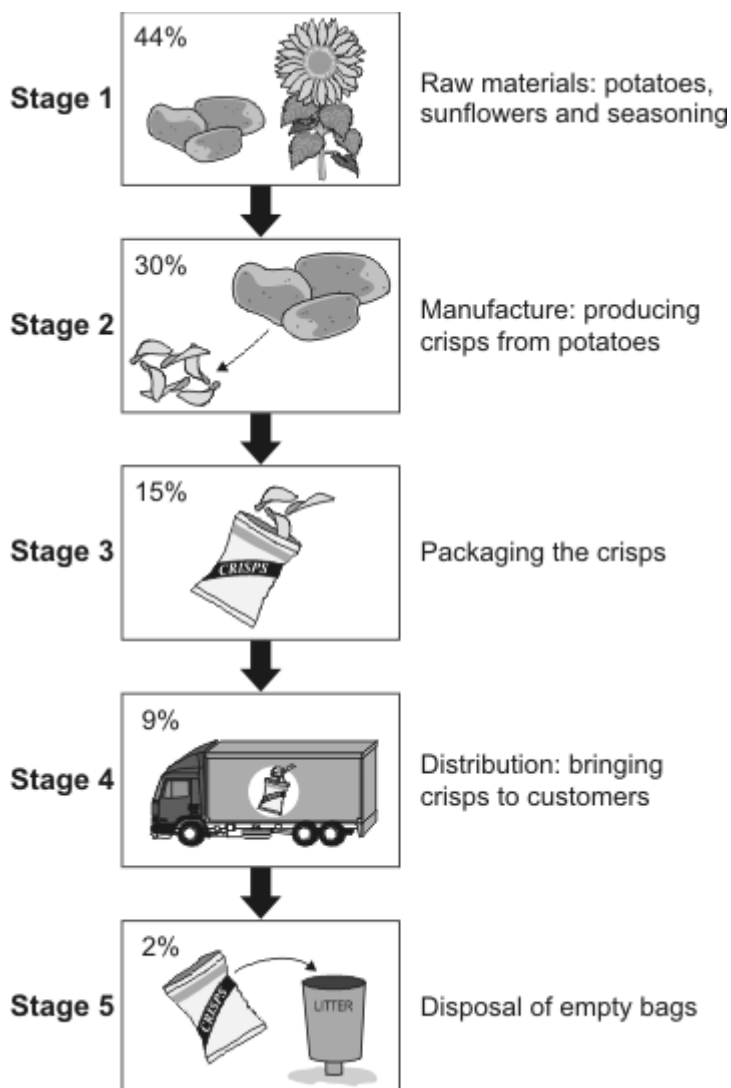 44%
Stage 1
Raw materials: potatoes,
sunflowers and seasoning
30%
Stage 2
Manufacture: producing
crisps from potatoes
15%
CRISPS
Stage 3
Packaging the crisps
9%
Stage 4
Distribution: bringing
crisps to customers
2%
CRISPS
LITTER
Stage 5
Disposal of empty bags